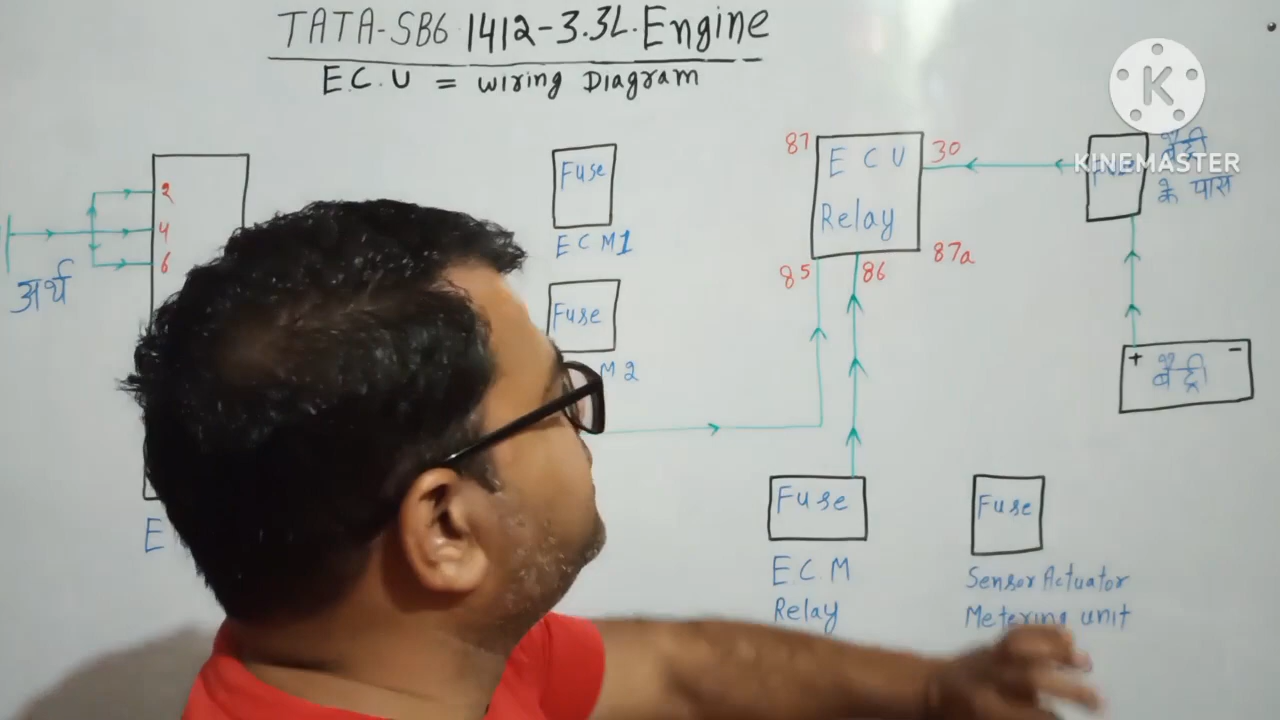 TATA-SB6 1412-3.3L.Engine
E.C.U = wiring Diagram
2
4
6
अर्थ
E
Fuse
ECM1
Fuse
M2
87
ECU
Relay
30
85
86
87a
Fuse
E.C.M
Relay
Fuse
Sensor Actuator
Metering unit
बैट्री
के पास
+ बैट्री -
K
KINEMASTER